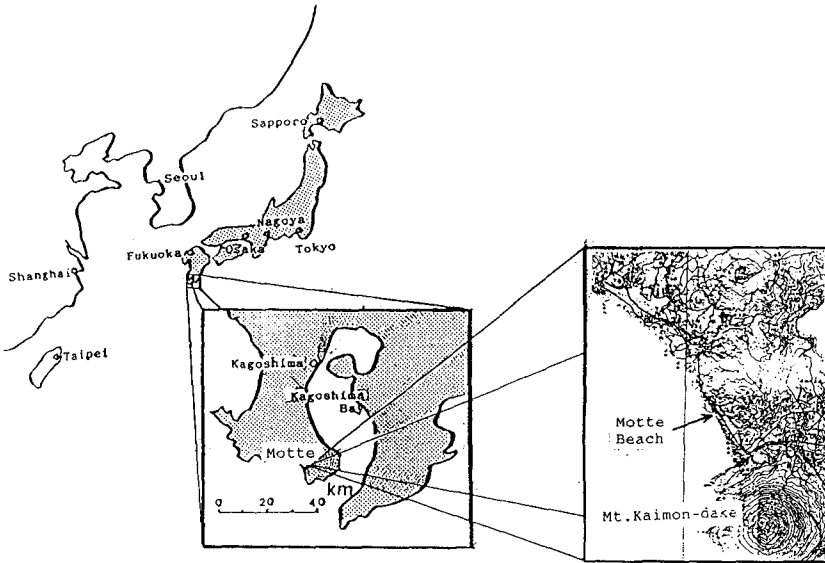 Sapporo
Seoul
Nagoya
Fukuoka
Osaka
Tokyo
Shanghai
Taipei
Kagoshima
Kagoshima
Bay
Motte
km
0 20 40
Motte
Beach
Mt.Kaimon-dake